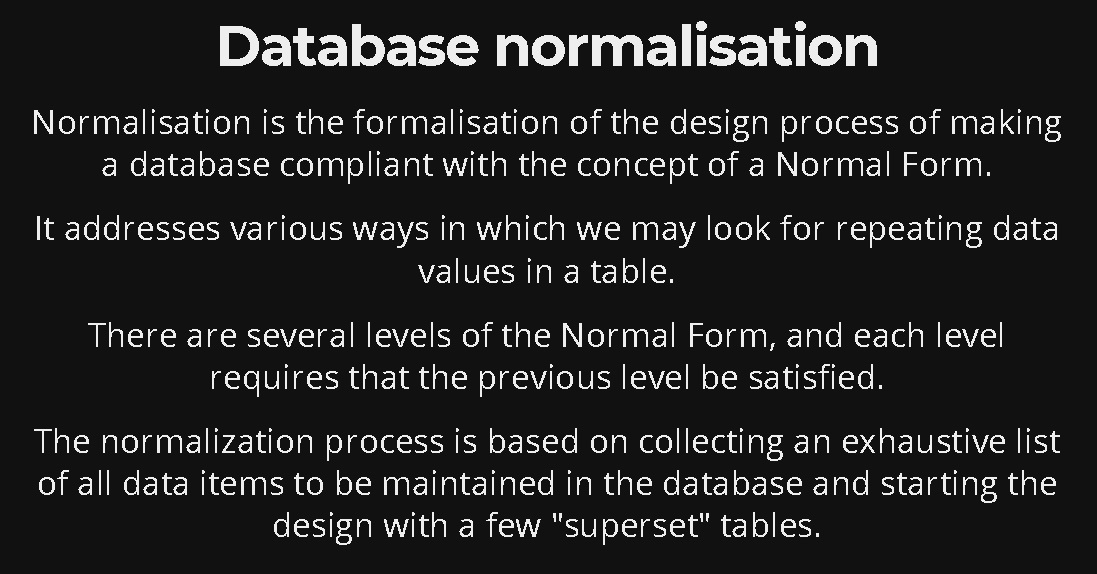 Database normalisation
Normalisation is the formalisation of the design process of making
a database compliant with the concept of a Normal Form.
It addresses various ways in which we may look for repeating data
values in a table.
There are several levels of the Normal Form, and each level
requires that the previous level be satisfied.
The normalization process is based on collecting an exhaustive list
of all data items to be maintained in the database and starting the
design with a few "superset" tables.